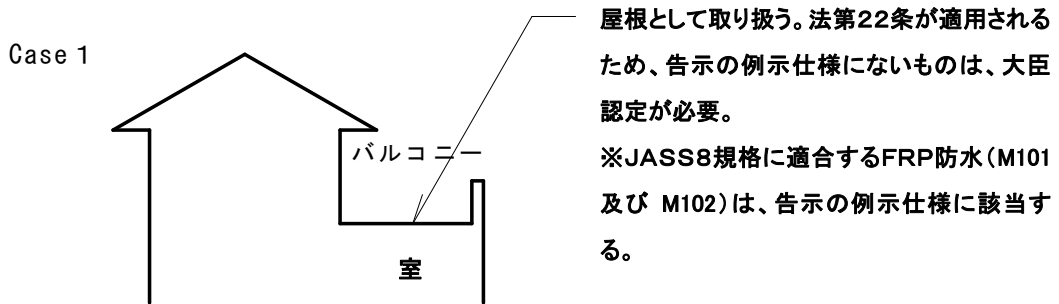 Case 1
屋根として取り扱う。法第22条が適用される
ため、告示の例示仕様にないものは、大臣
認定が必要。
※JASS8規格に適合するFRP防水(M101
及び M102)は、告示の例示仕様に該当す
る。
バルコニー
室